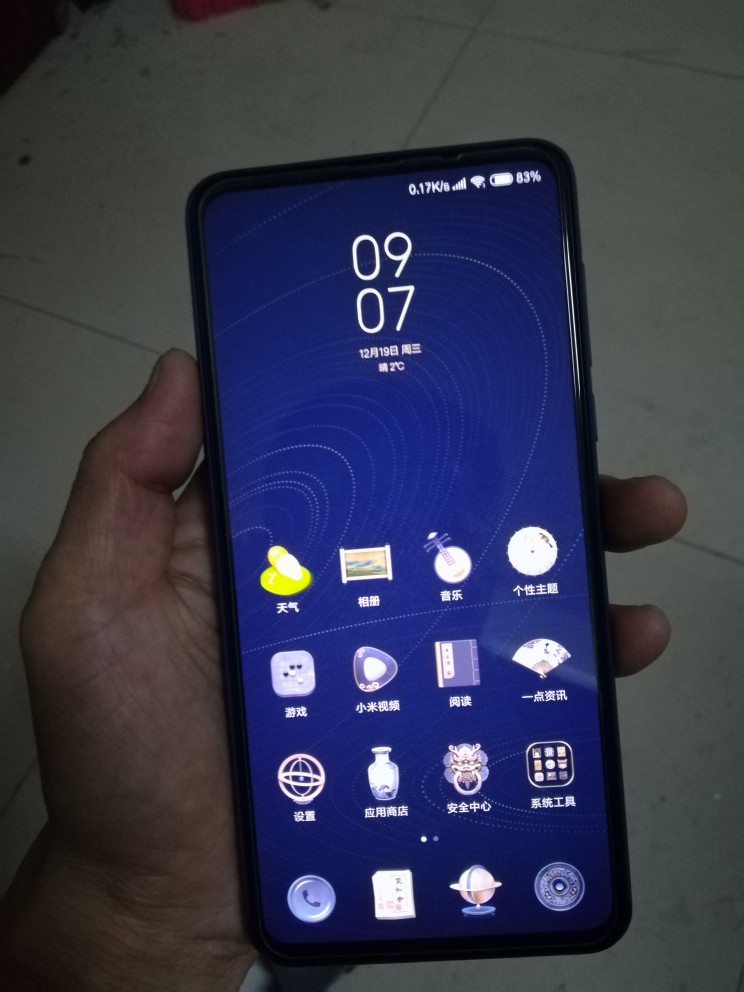 0.17K/s 83%
09
07
12月19日 周三
晴 2℃
天气 相册 音乐 个性主题
游戏 小米视频 阅读 一点资讯
设置 应用商店 安全中心 系统工具